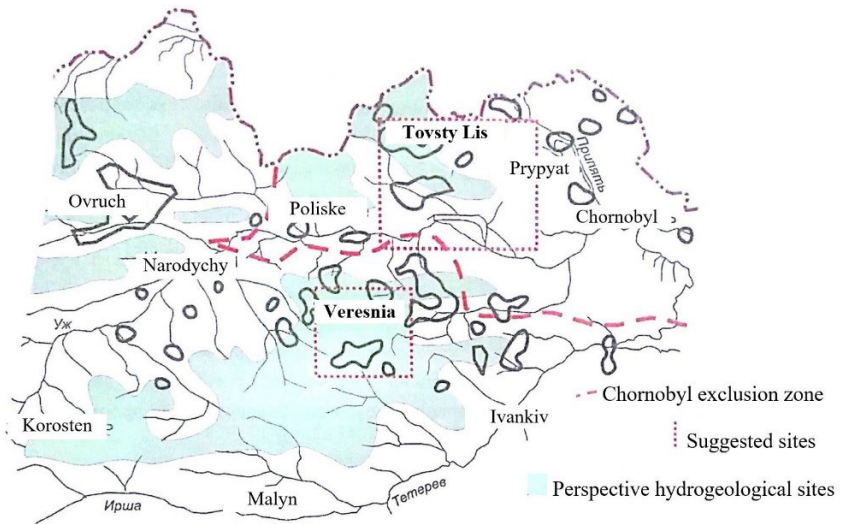 Tovsty Lis
Prypyat
Припять
Ovruch
Poliske
Chornobyl
Narodychy
Veresnia
Уж
Chornobyl exclusion zone
Korosten
Ivankiv
Suggested sites
Тетерев
Perspective hydrogeological sites
Malyn
Ирша